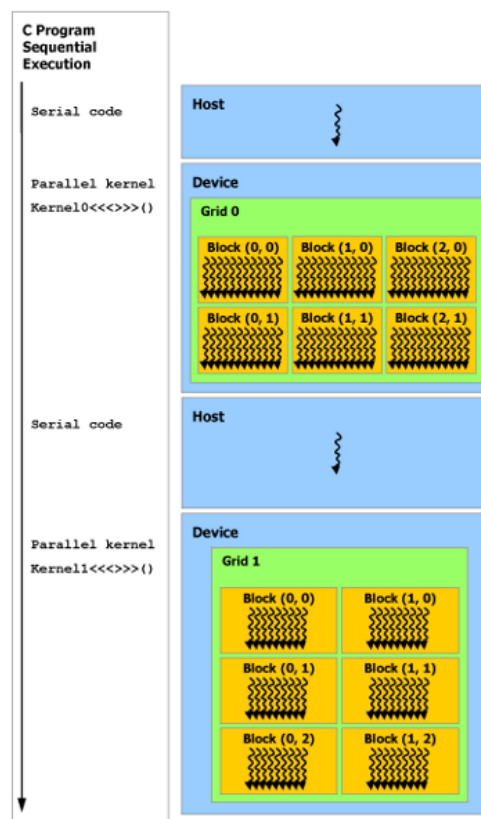 C Program
Sequential
Execution
Serial code
Host
Parallel kernel
Kernel0<<<>>>()
Device
Grid 0
Block (0, 0) Block (1, 0) Block (2, 0)
Block (0, 1) Block (1, 1) Block (2, 1)
Serial code
Host
Parallel kernel
Kernel1<<<>>>()
Device
Grid 1
Block (0, 0) Block (1, 0)
Block (0, 1) Block (1, 1)
Block (0, 2) Block (1, 2)